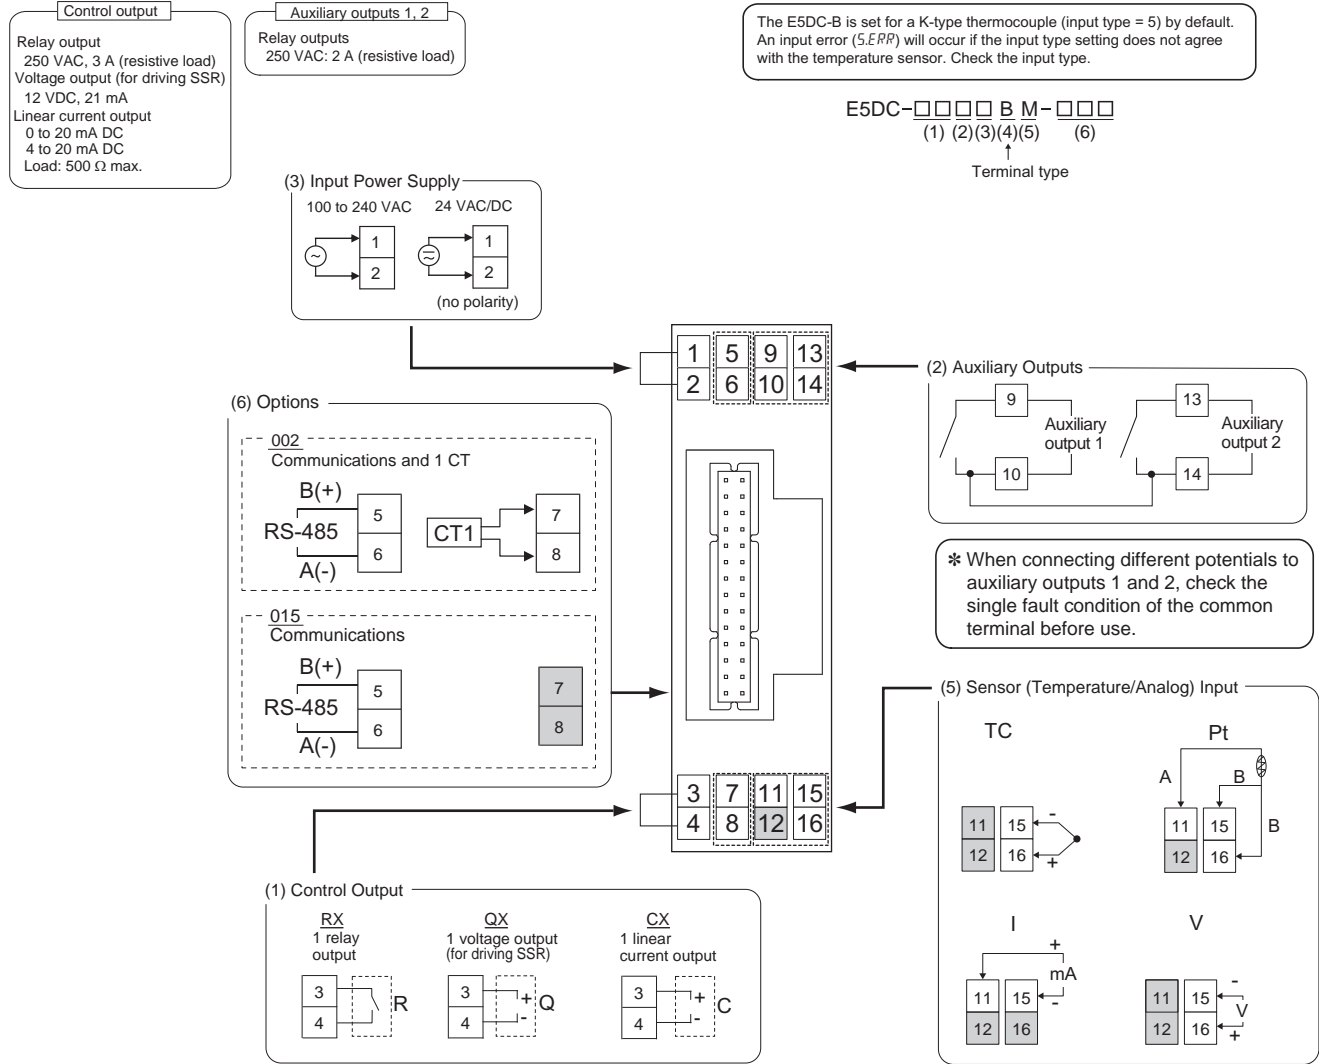 Control output
Relay output
250 VAC, 3 A (resistive load)
Voltage output (for driving SSR)
12 VDC, 21 mA
Linear current output
0 to 20 mA DC
4 to 20 mA DC
Load: 500 Ω max.
Auxiliary outputs 1, 2
Relay outputs
250 VAC: 2 A (resistive load)
The E5DC-B is set for a K-type thermocouple (input type = 5) by default.
An input error (S.ERR) will occur if the input type setting does not agree
with the temperature sensor. Check the input type.
E5DC-□□□□ B M-□□□
(1) (2)(3)(4)(5) (6)
Terminal type
(3) Input Power Supply
100 to 240 VAC 24 VAC/DC
1 1
2 2
(no polarity)
1 5 9 13
2 6 10 14
(2) Auxiliary Outputs
9 13
Auxiliary
output 1
Auxiliary
output 2
10 14
(6) Options
002
Communications and 1 CT
B(+)
RS-485
A(-)
5
6
CT1
7
8
015
Communications
B(+)
RS-485
A(-)
5
6
7
8
✻ When connecting different potentials to
auxiliary outputs 1 and 2, check the
single fault condition of the common
terminal before use.
3 7 11 15
4 8 12 16
(5) Sensor (Temperature/Analog) Input
TC
11 15 -
12 16 +
Pt
A B
11 15 B
12 16
I
+
mA
11 15 -
12 16
V
11 15 -
V
12 16 +
(1) Control Output
RX
1 relay
output
3
4
R
QX
1 voltage output
(for driving SSR)
3 +
4 -
Q
CX
1 linear
current output
3 +
4 -
C